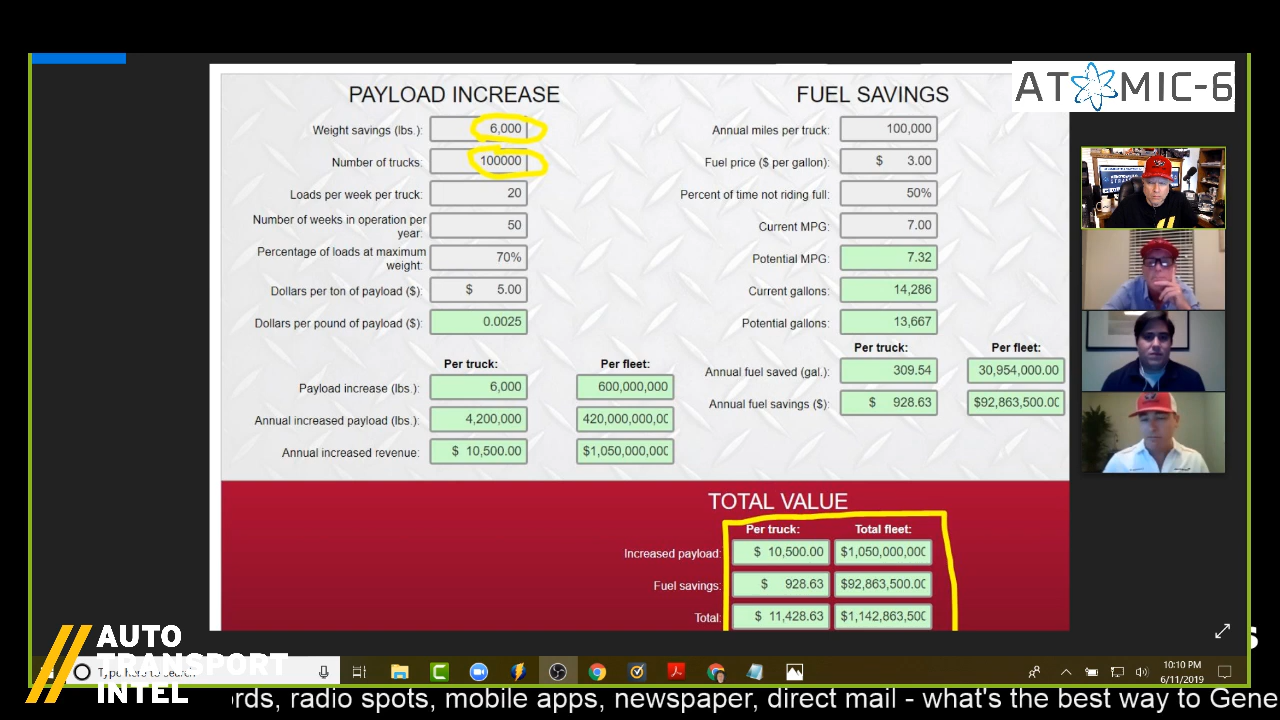 ATOMIC-6
PAYLOAD INCREASE
Weight savings (lbs.): 6,000
Number of trucks: 100000
Loads per week per truck: 20
Number of weeks in operation per
year: 50
Percentage of loads at maximum
weight: 70%
Dollars per ton of payload ($): $ 5.00
Dollars per pound of payload ($): 0.0025
Per truck: Per fleet:
Payload increase (lbs.): 6,000 600,000,000
Annual increased payload (lbs.): 4,200,000 420,000,000,00
Annual increased revenue: $ 10,500.00 $1,050,000,000
FUEL SAVINGS
Annual miles per truck: 100,000
Fuel price ($ per gallon): $ 3.00
Percent of time not riding full: 50%
Current MPG: 7.00
Potential MPG: 7.32
Current gallons: 14,286
Potential gallons: 13,667
Per truck: Per fleet:
Annual fuel saved (gal.): 309.54 30,954,000.00
Annual fuel savings ($): $ 928.63 $92,863,500.00
TOTAL VALUE
Per truck: Total fleet:
Increased payload: $ 10,500.00 $1,050,000,000
Fuel savings: $ 928.63 $92,863,500.00
Total: $ 11,428.63 $1,142,863,500
AUTO
TRANSPORT
INTEL
Type here to search
10:10 PM
6/11/2019
ords, radio spots, mobile apps, newspaper, direct mail - what's the best way to Gene